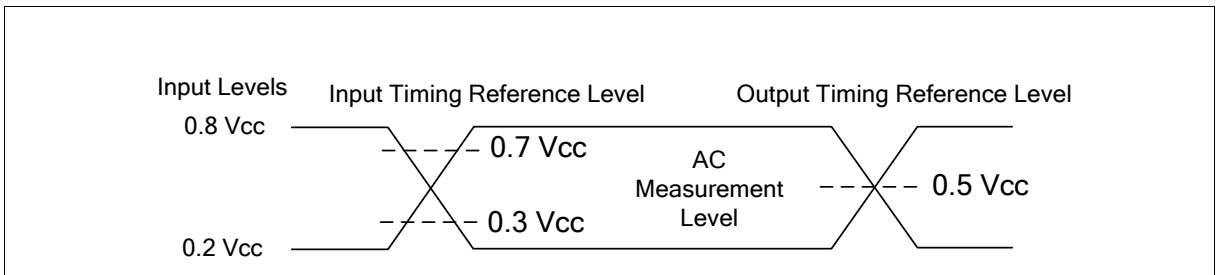 Input Levels
Input Timing Reference Level
Output Timing Reference Level
0.8 Vcc
0.7 Vcc
AC
Measurement
Level
0.5 Vcc
0.3 Vcc
0.2 Vcc